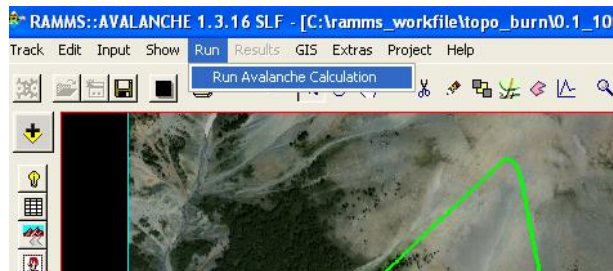 RAMMS::AVALANCHE 1.3.16 SLF - [C:\ramms_workfile\topo_burn\0.1_10
Track Edit Input Show Run Results GIS Extras Project Help
Run Avalanche Calculation